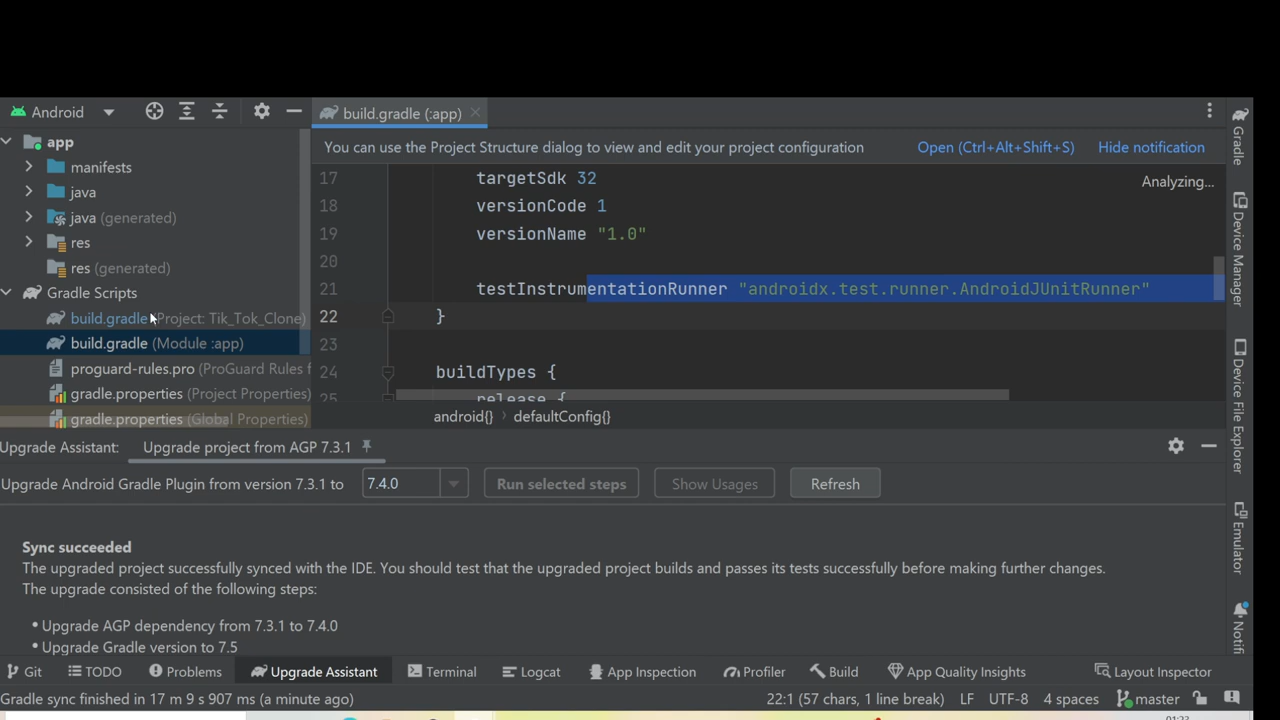 Android
build.gradle (:app)
app
manifests
java
java (generated)
res
res (generated)
Gradle Scripts
build.gradle (Project: Tik_Tok_Clone)
build.gradle (Module :app)
proguard-rules.pro (ProGuard Rules f
gradle.properties (Project Properties)
gradle.properties (Global Properties)
You can use the Project Structure dialog to view and edit your project configuration
Open (Ctrl+Alt+Shift+S)
Hide notification
Analyzing...
17 targetSdk 32
18 versionCode 1
19 versionName "1.0"
20
21 testInstrumentationRunner "androidx.test.runner.AndroidJUnitRunner"
22 }
23
24 buildTypes {
25 release {
android{} › defaultConfig{}
Gradle
Device Manager
Device File Explorer
Emulator
Notifi
Upgrade Assistant: Upgrade project from AGP 7.3.1
Upgrade Android Gradle Plugin from version 7.3.1 to 7.4.0 Run selected steps Show Usages Refresh
Sync succeeded
The upgraded project successfully synced with the IDE. You should test that the upgraded project builds and passes its tests successfully before making further changes.
The upgrade consisted of the following steps:
• Upgrade AGP dependency from 7.3.1 to 7.4.0
• Upgrade Gradle version to 7.5
Git TODO Problems Upgrade Assistant Terminal Logcat App Inspection Profiler Build App Quality Insights Layout Inspector
Gradle sync finished in 17 m 9 s 907 ms (a minute ago) 22:1 (57 chars, 1 line break) LF UTF-8 4 spaces master